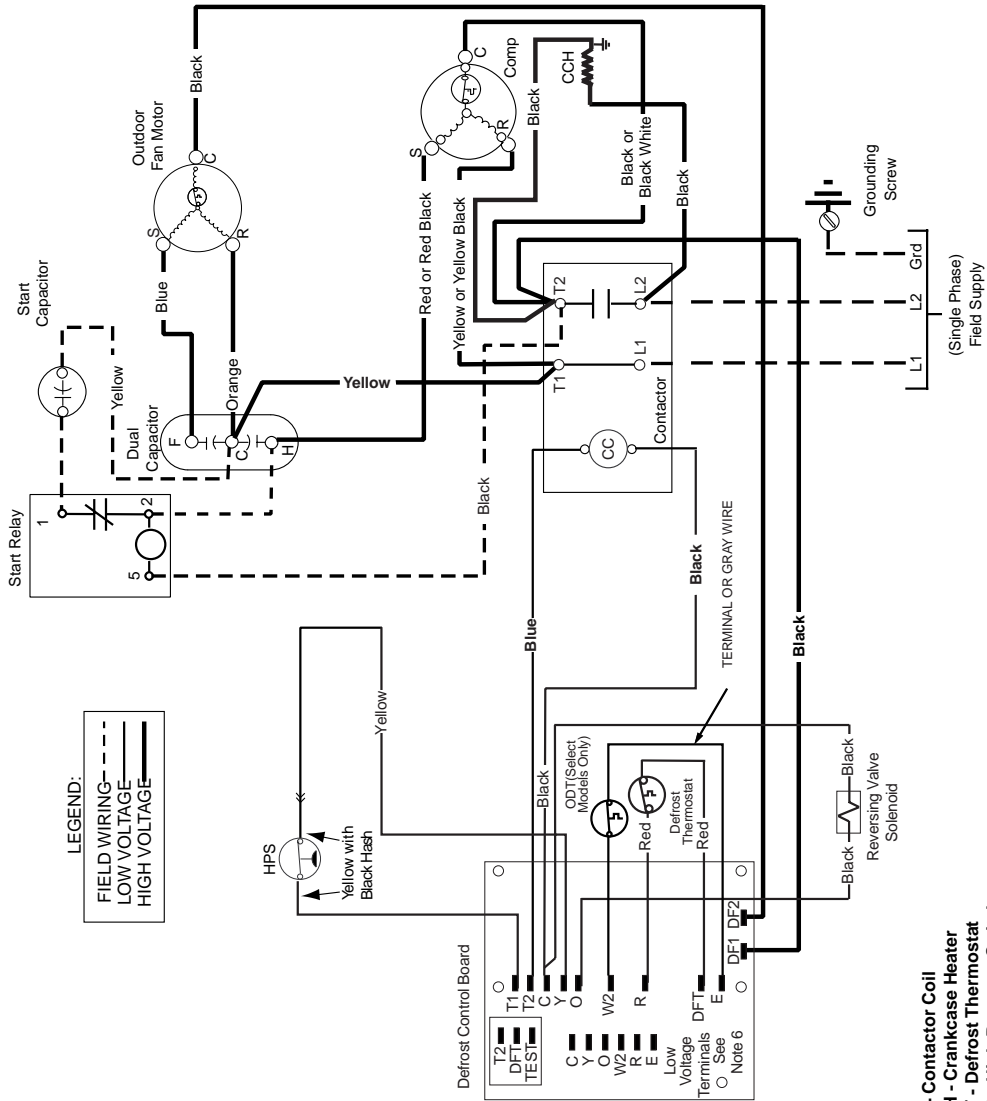 Start Relay
1
2
5
Start
Capacitor
Yellow
Dual
Capacitor
F
C
H
Blue
Orange
Outdoor
Fan Motor
S
R
C
Black
LEGEND:
FIELD WIRING
LOW VOLTAGE
HIGH VOLTAGE
HPS
Yellow with
Black Hash
Yellow
Black
Yellow
Red or Red Black
Yellow or Yellow Black
S
R
C
Comp
Black
CCH
Black or
Black White
Black
Defrost Control Board
T2
DFT
TEST
T1
T2
C
Y
O
W2
R
DFT
E
C
Y
O
W2
R
E
Low
Voltage
Terminals
See
Note 6
DF1
DF2
Blue
Black
Black
ODT(Select
Models Only)
Red
Defrost
Thermostat
Red
TERMINAL OR GRAY WIRE
Black
CC
Contactor
T1
L1
T2
L2
Black
Black
Reversing Valve
Solenoid
L1
L2
Grd
(Single Phase)
Field Supply
Grounding
Screw
- Contactor Coil
- Crankcase Heater
- Defrost Thermostat